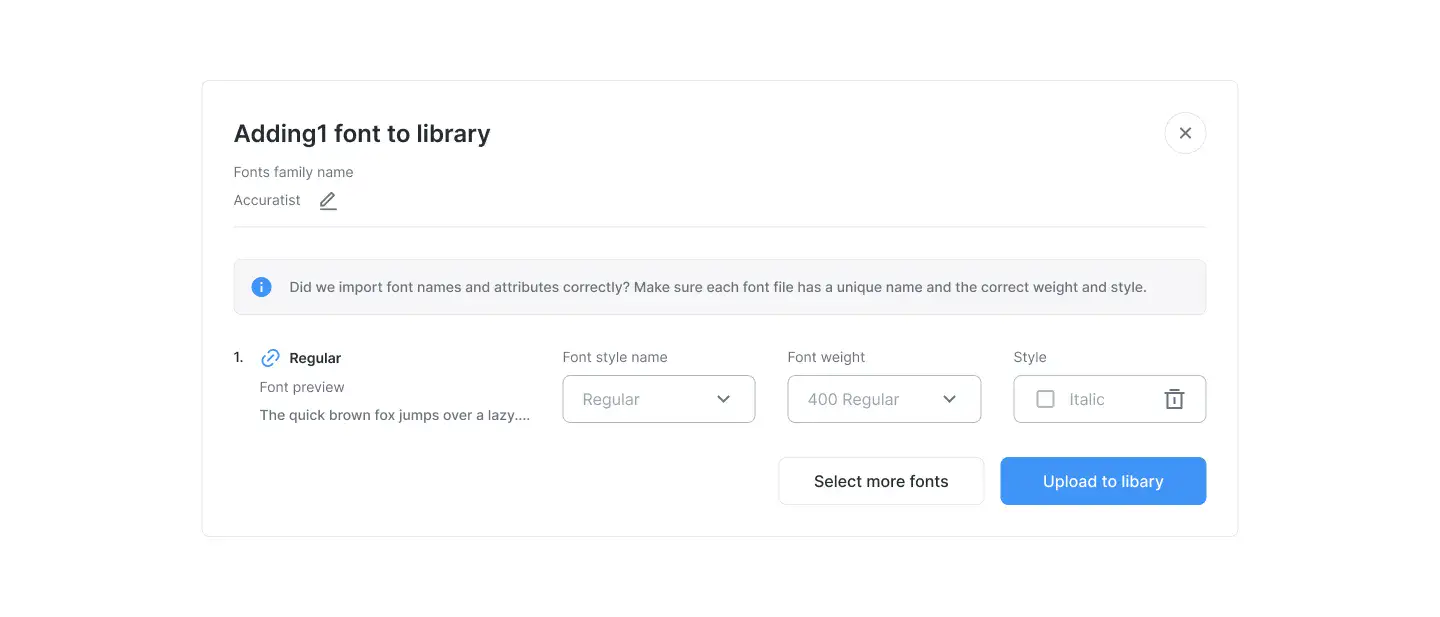 Adding1 font to library
Fonts family name
Accuratist
Did we import font names and attributes correctly? Make sure each font file has a unique name and the correct weight and style.
1. Regular
Font preview
The quick brown fox jumps over a lazy....
Font style name
Regular
Font weight
400 Regular
Style
Italic
Select more fonts
Upload to libary